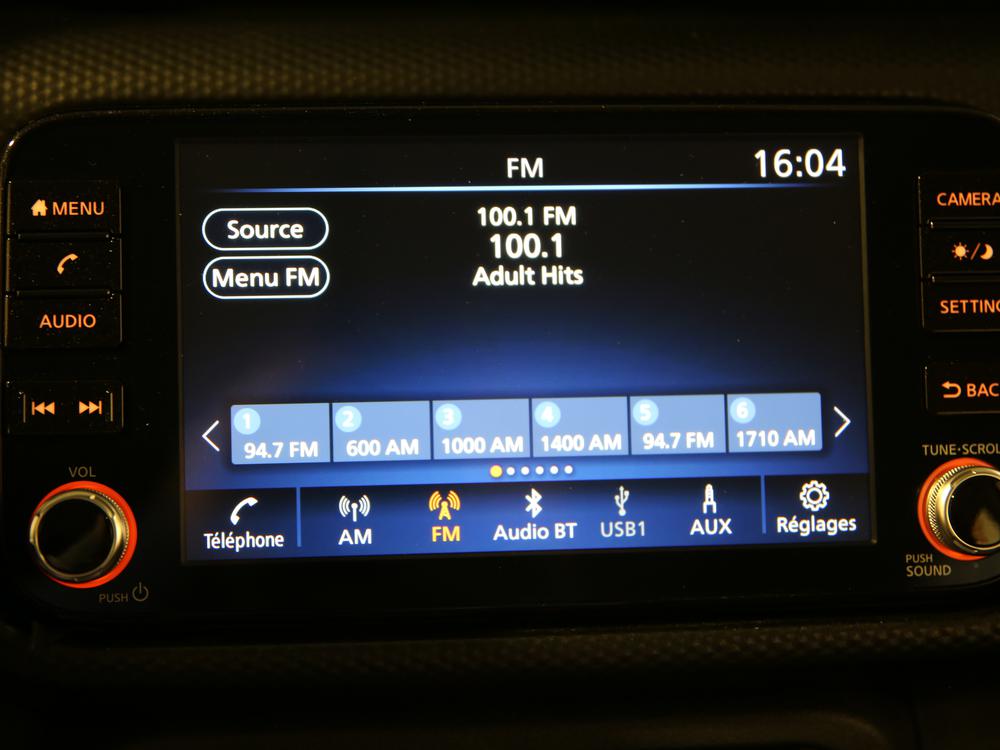 FM
16:04
MENU
AUDIO
VOL
PUSH
Source
Menu FM
100.1 FM
100.1
Adult Hits
1
94.7 FM
2
600 AM
3
1000 AM
4
1400 AM
5
94.7 FM
6
1710 AM
Téléphone
AM
FM
Audio BT
USB1
AUX
Réglages
CAMERA
SETTING
BAC
TUNE·SCROL
PUSH
SOUND